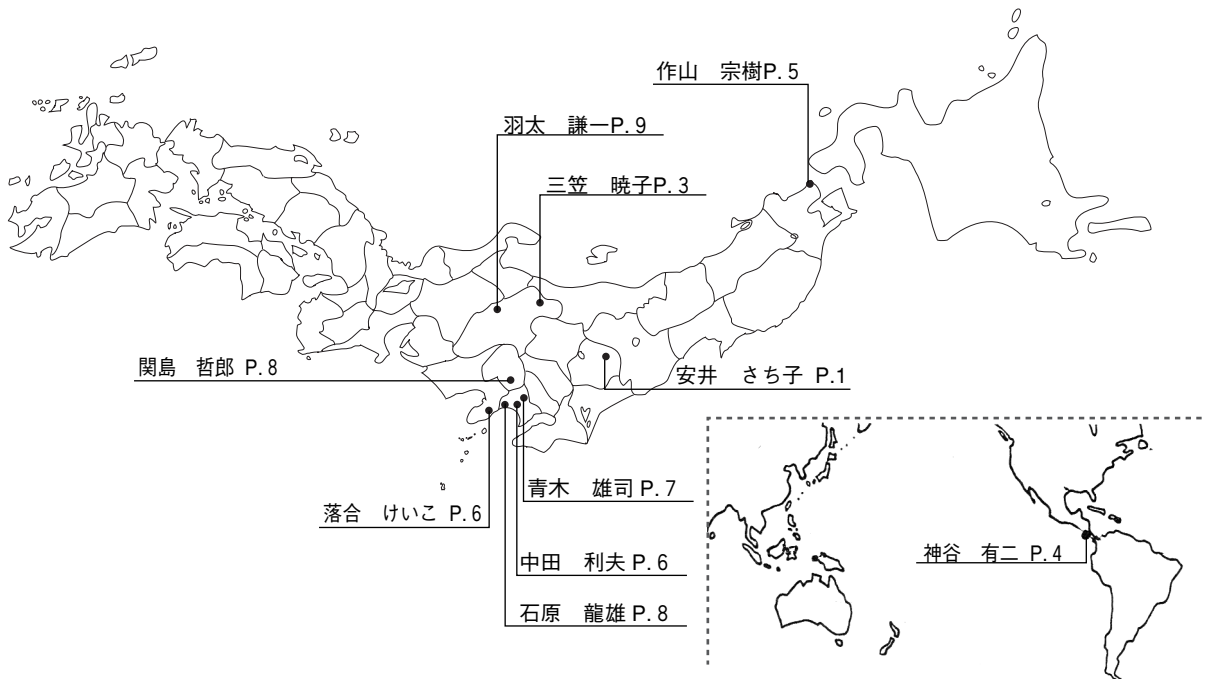 作山　宗樹P.5
羽太　謙一P.9
三笠　暁子P.3
関島　哲郎 P.8
安井　さち子 P.1
青木　雄司 P.7
落合　けいこ P.6
神谷　有二 P.4
中田　利夫 P.6
石原　龍雄 P.8